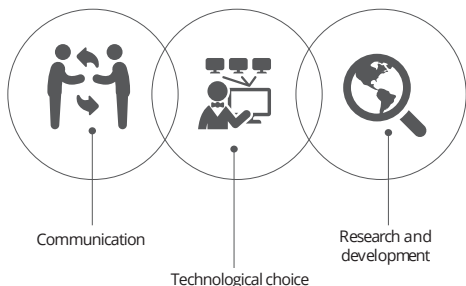 Communication
Technological choice
Research and
development